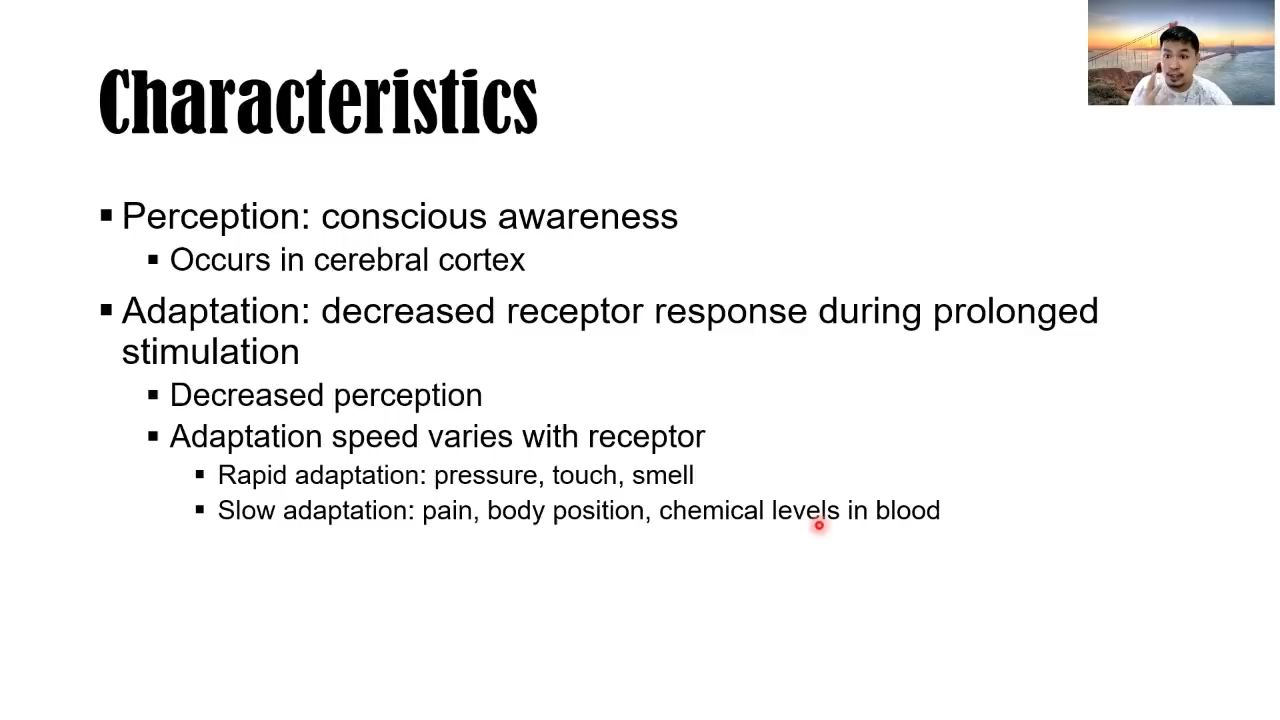 Characteristics
▪ Perception: conscious awareness
▪ Occurs in cerebral cortex
▪ Adaptation: decreased receptor response during prolonged
stimulation
▪ Decreased perception
▪ Adaptation speed varies with receptor
▪ Rapid adaptation: pressure, touch, smell
▪ Slow adaptation: pain, body position, chemical levels in blood